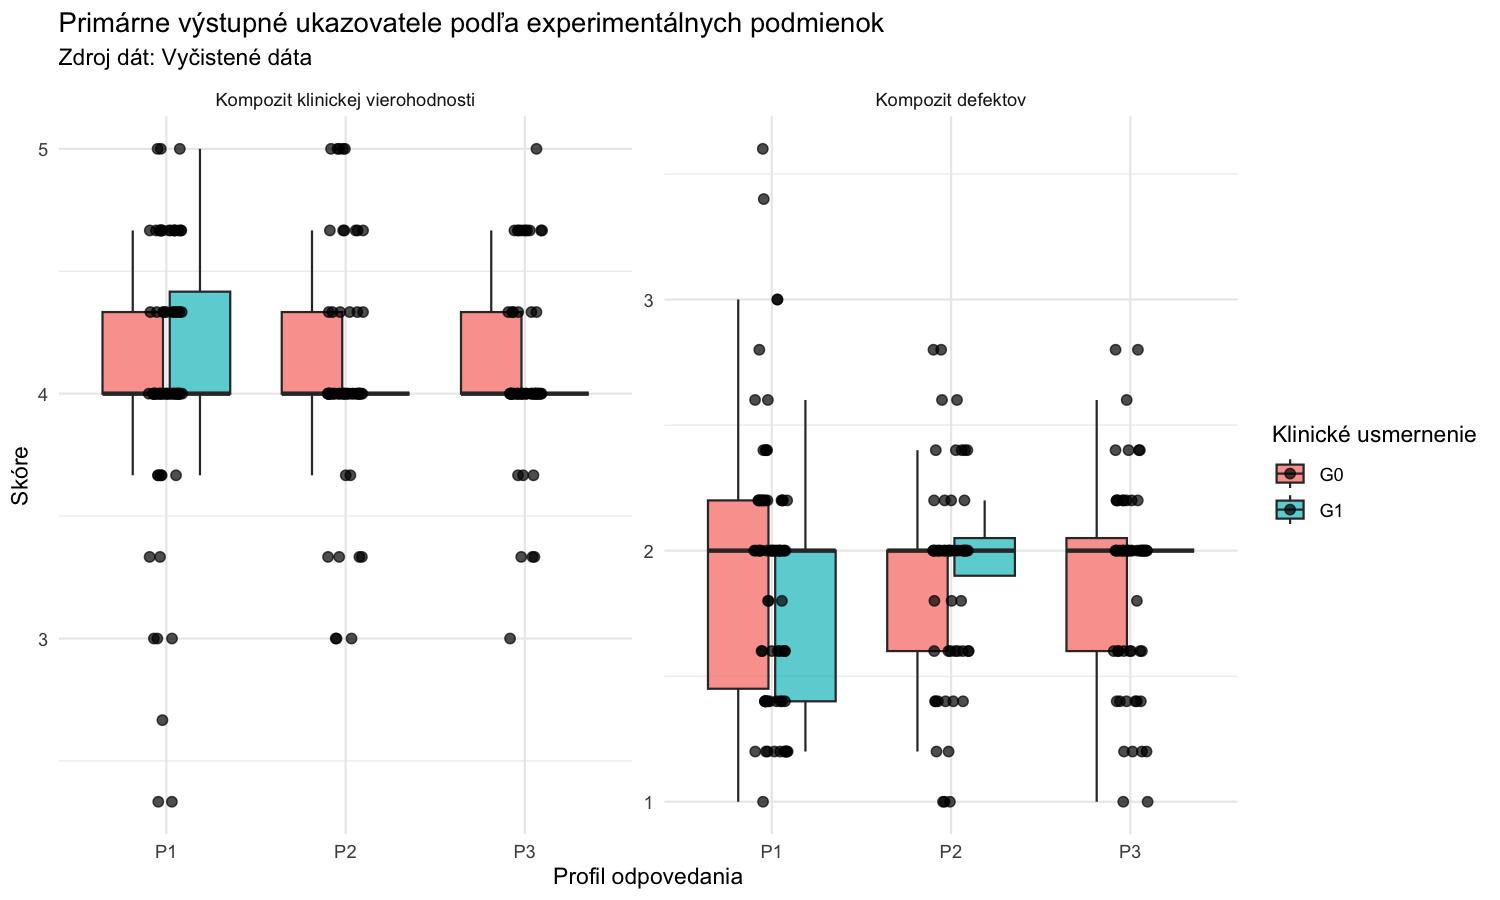 Primárne výstupné ukazovatele podľa experimentálnych podmienok
Zdroj dát: Vyčistené dáta
Kompozit klinickej vierohodnosti
Kompozit defektov
5
4
3
3
2
1
Skóre
P1
P2
P3
P1
P2
P3
Profil odpovedania
Klinické usmernenie
G0
G1